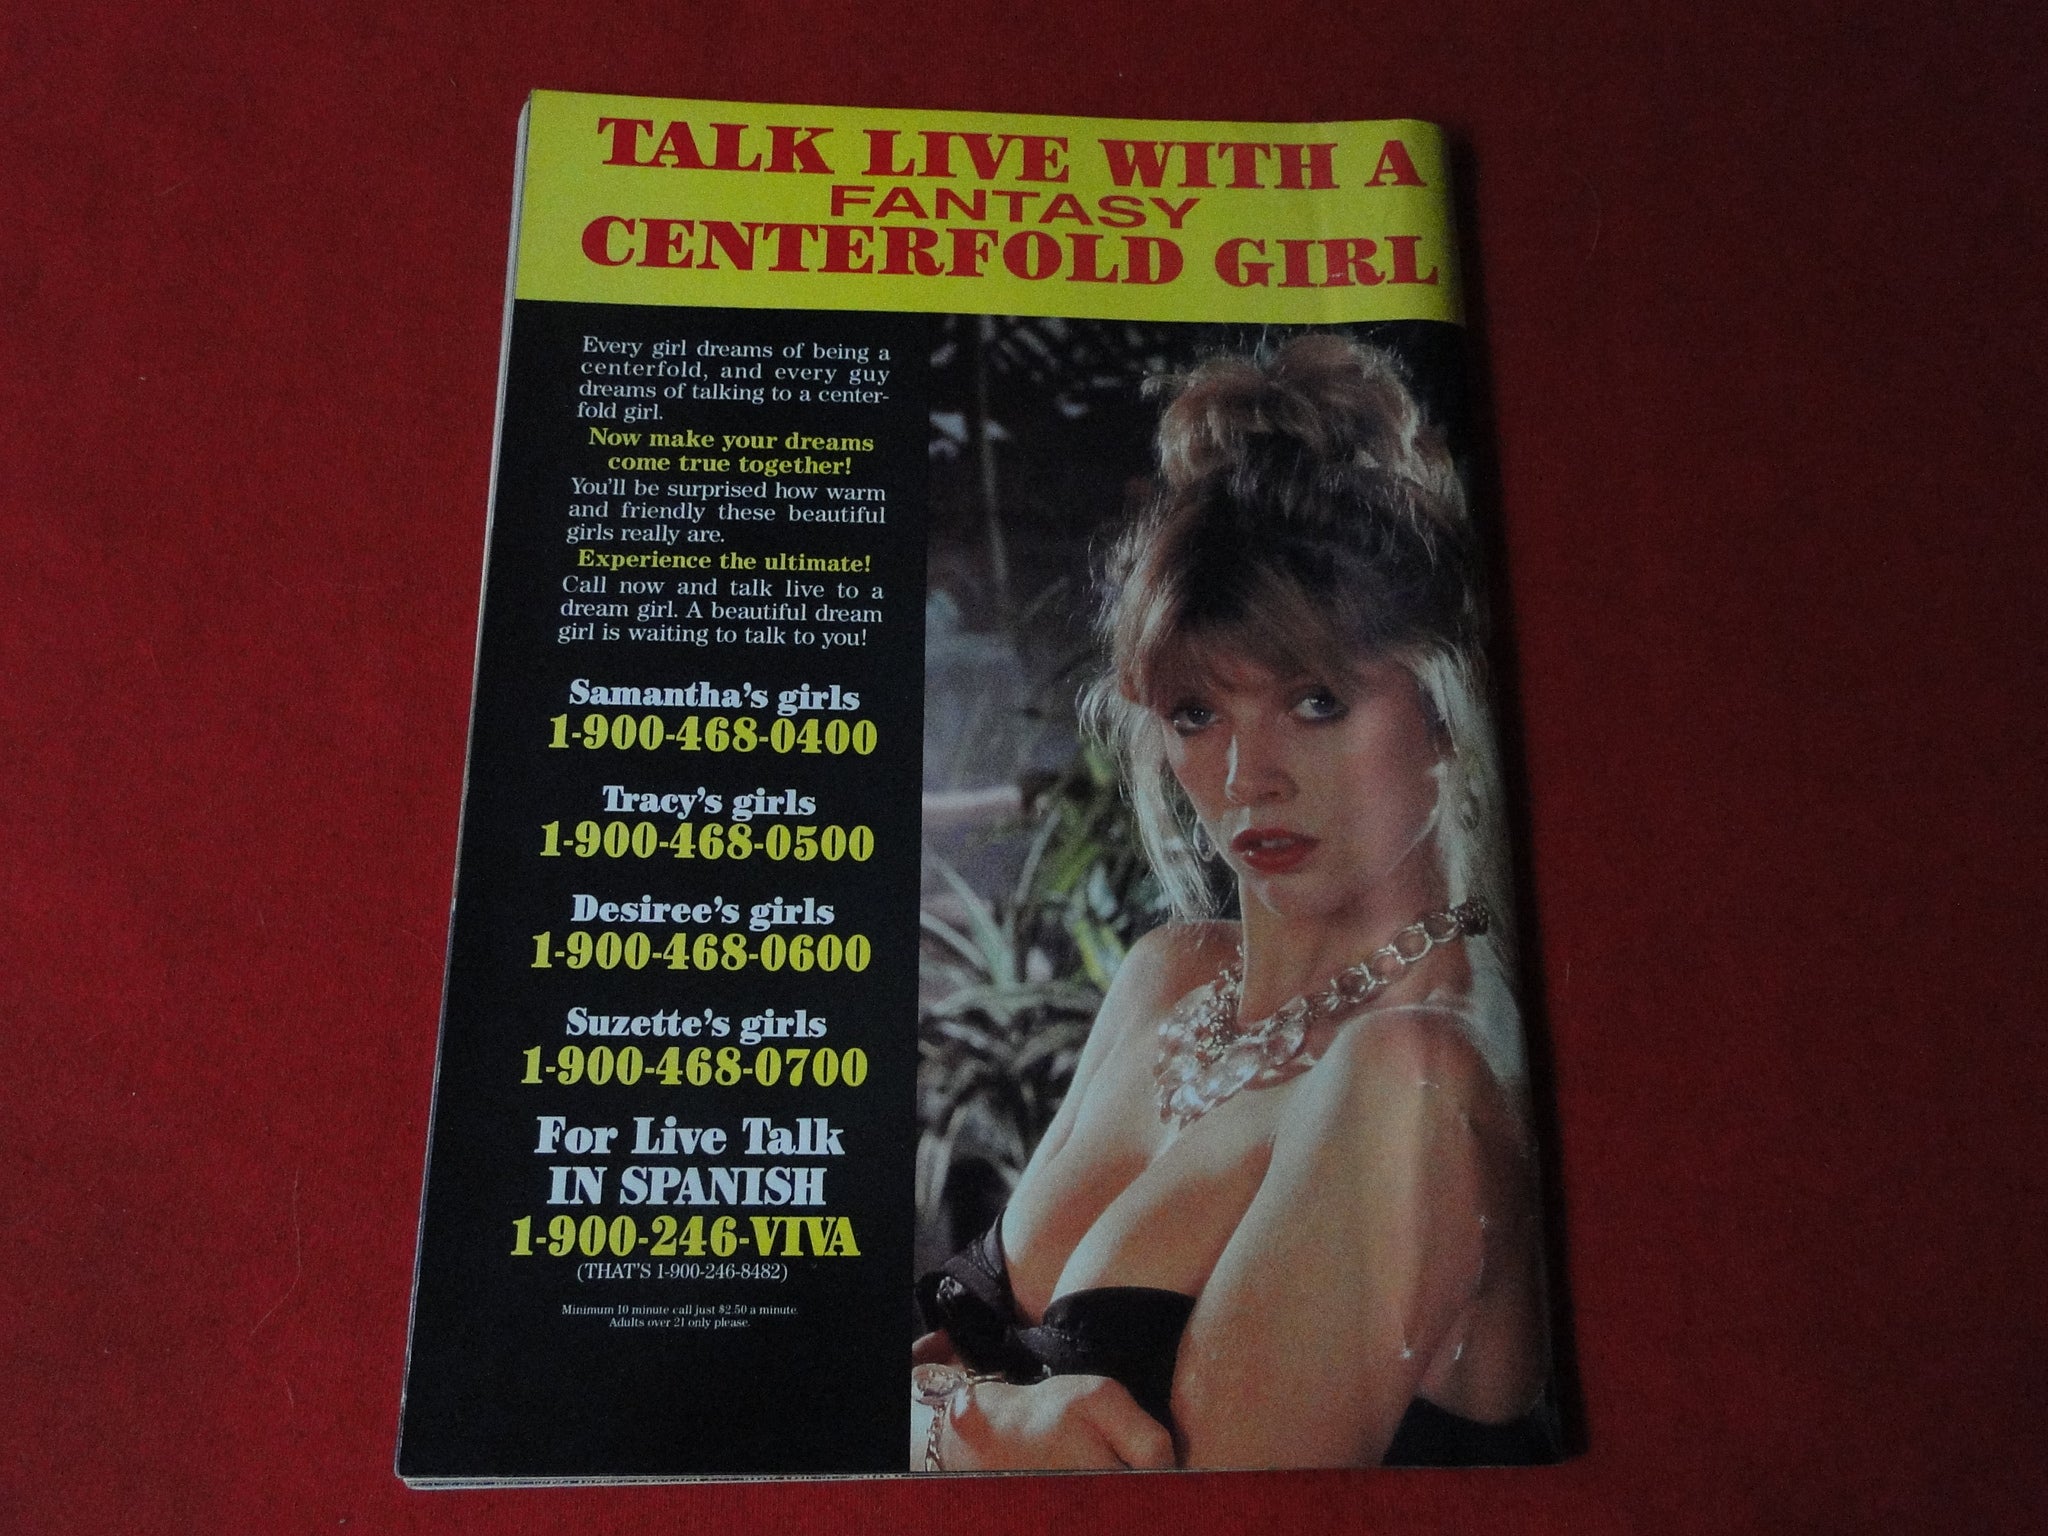 TALK LIVE WITH A
FANTASY
CENTERFOLD GIRL
Every girl dreams of being a
centerfold, and every guy
dreams of talking to a center-
fold girl.
Now make your dreams
come true together!
You'll be surprised how warm
and friendly these beautiful
girls really are.
Experience the ultimate!
Call now and talk live to a
dream girl. A beautiful dream
girl is waiting to talk to you!
Samantha's girls
1-900-468-0400
Tracy's girls
1-900-468-0500
Desiree's girls
1-900-468-0600
Suzette's girls
1-900-468-0700
For Live Talk
IN SPANISH
1-900-246-VIVA
(THAT'S 1-900-246-8482)
Minimum 10 minute call just $2.50 a minute.
Adults over 21 only please.